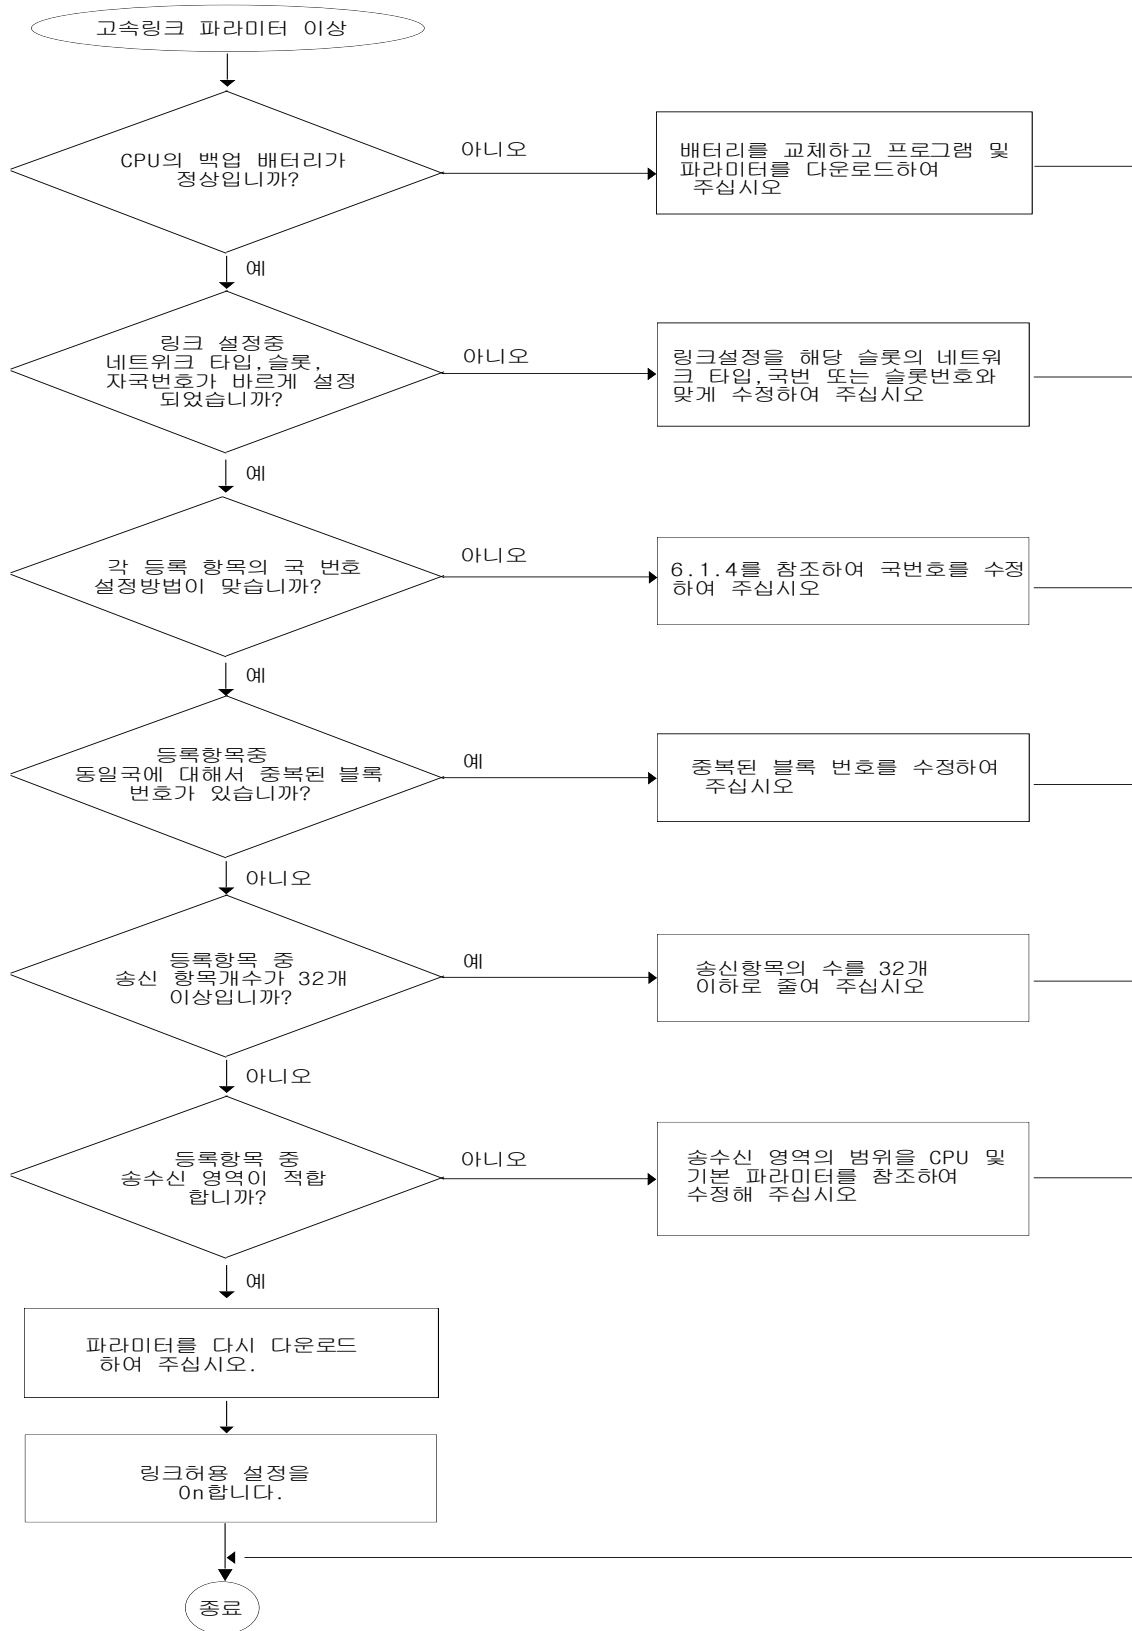 고속링크 파라미터 이상
CPU의 백업 배터리가
정상입니까?
아니오
배터리를 교체하고 프로그램 및
파라미터를 다운로드하여
주십시오
예
링크 설정중
네트위크 타입,슬롯,
자국번호가 바르게 설정
되었습니까?
아니오
링크설정을 해당 슬롯의 네트워
크 타입,국번 또는 슬롯번호와
맞게 수정하여 주십시오
예
각 등록 항목의 국 번호
설정방법이 맞습니까?
아니오
6.1.4를 참조하여 국번호를 수정
하여 주십시오
예
등록항목중
동일국에 대해서 중복된 블록
번호가 있습니까?
예
중복된 블록 번호를 수정하여
주십시오
아니오
등록항목 중
송신 항목개수가 32개
이상입니까?
예
송신항목의 수를 32개
이하로 줄여 주십시오
아니오
등록항목 중
송수신 영역이 적합
합니까?
아니오
송수신 영역의 범위을 CPU 및
기본 파라미터를 참조하여
수정해 주십시오
예
파라미터를 다시 다운로드
하여 주십시오.
링크허용 설정을
On합니다.
종료